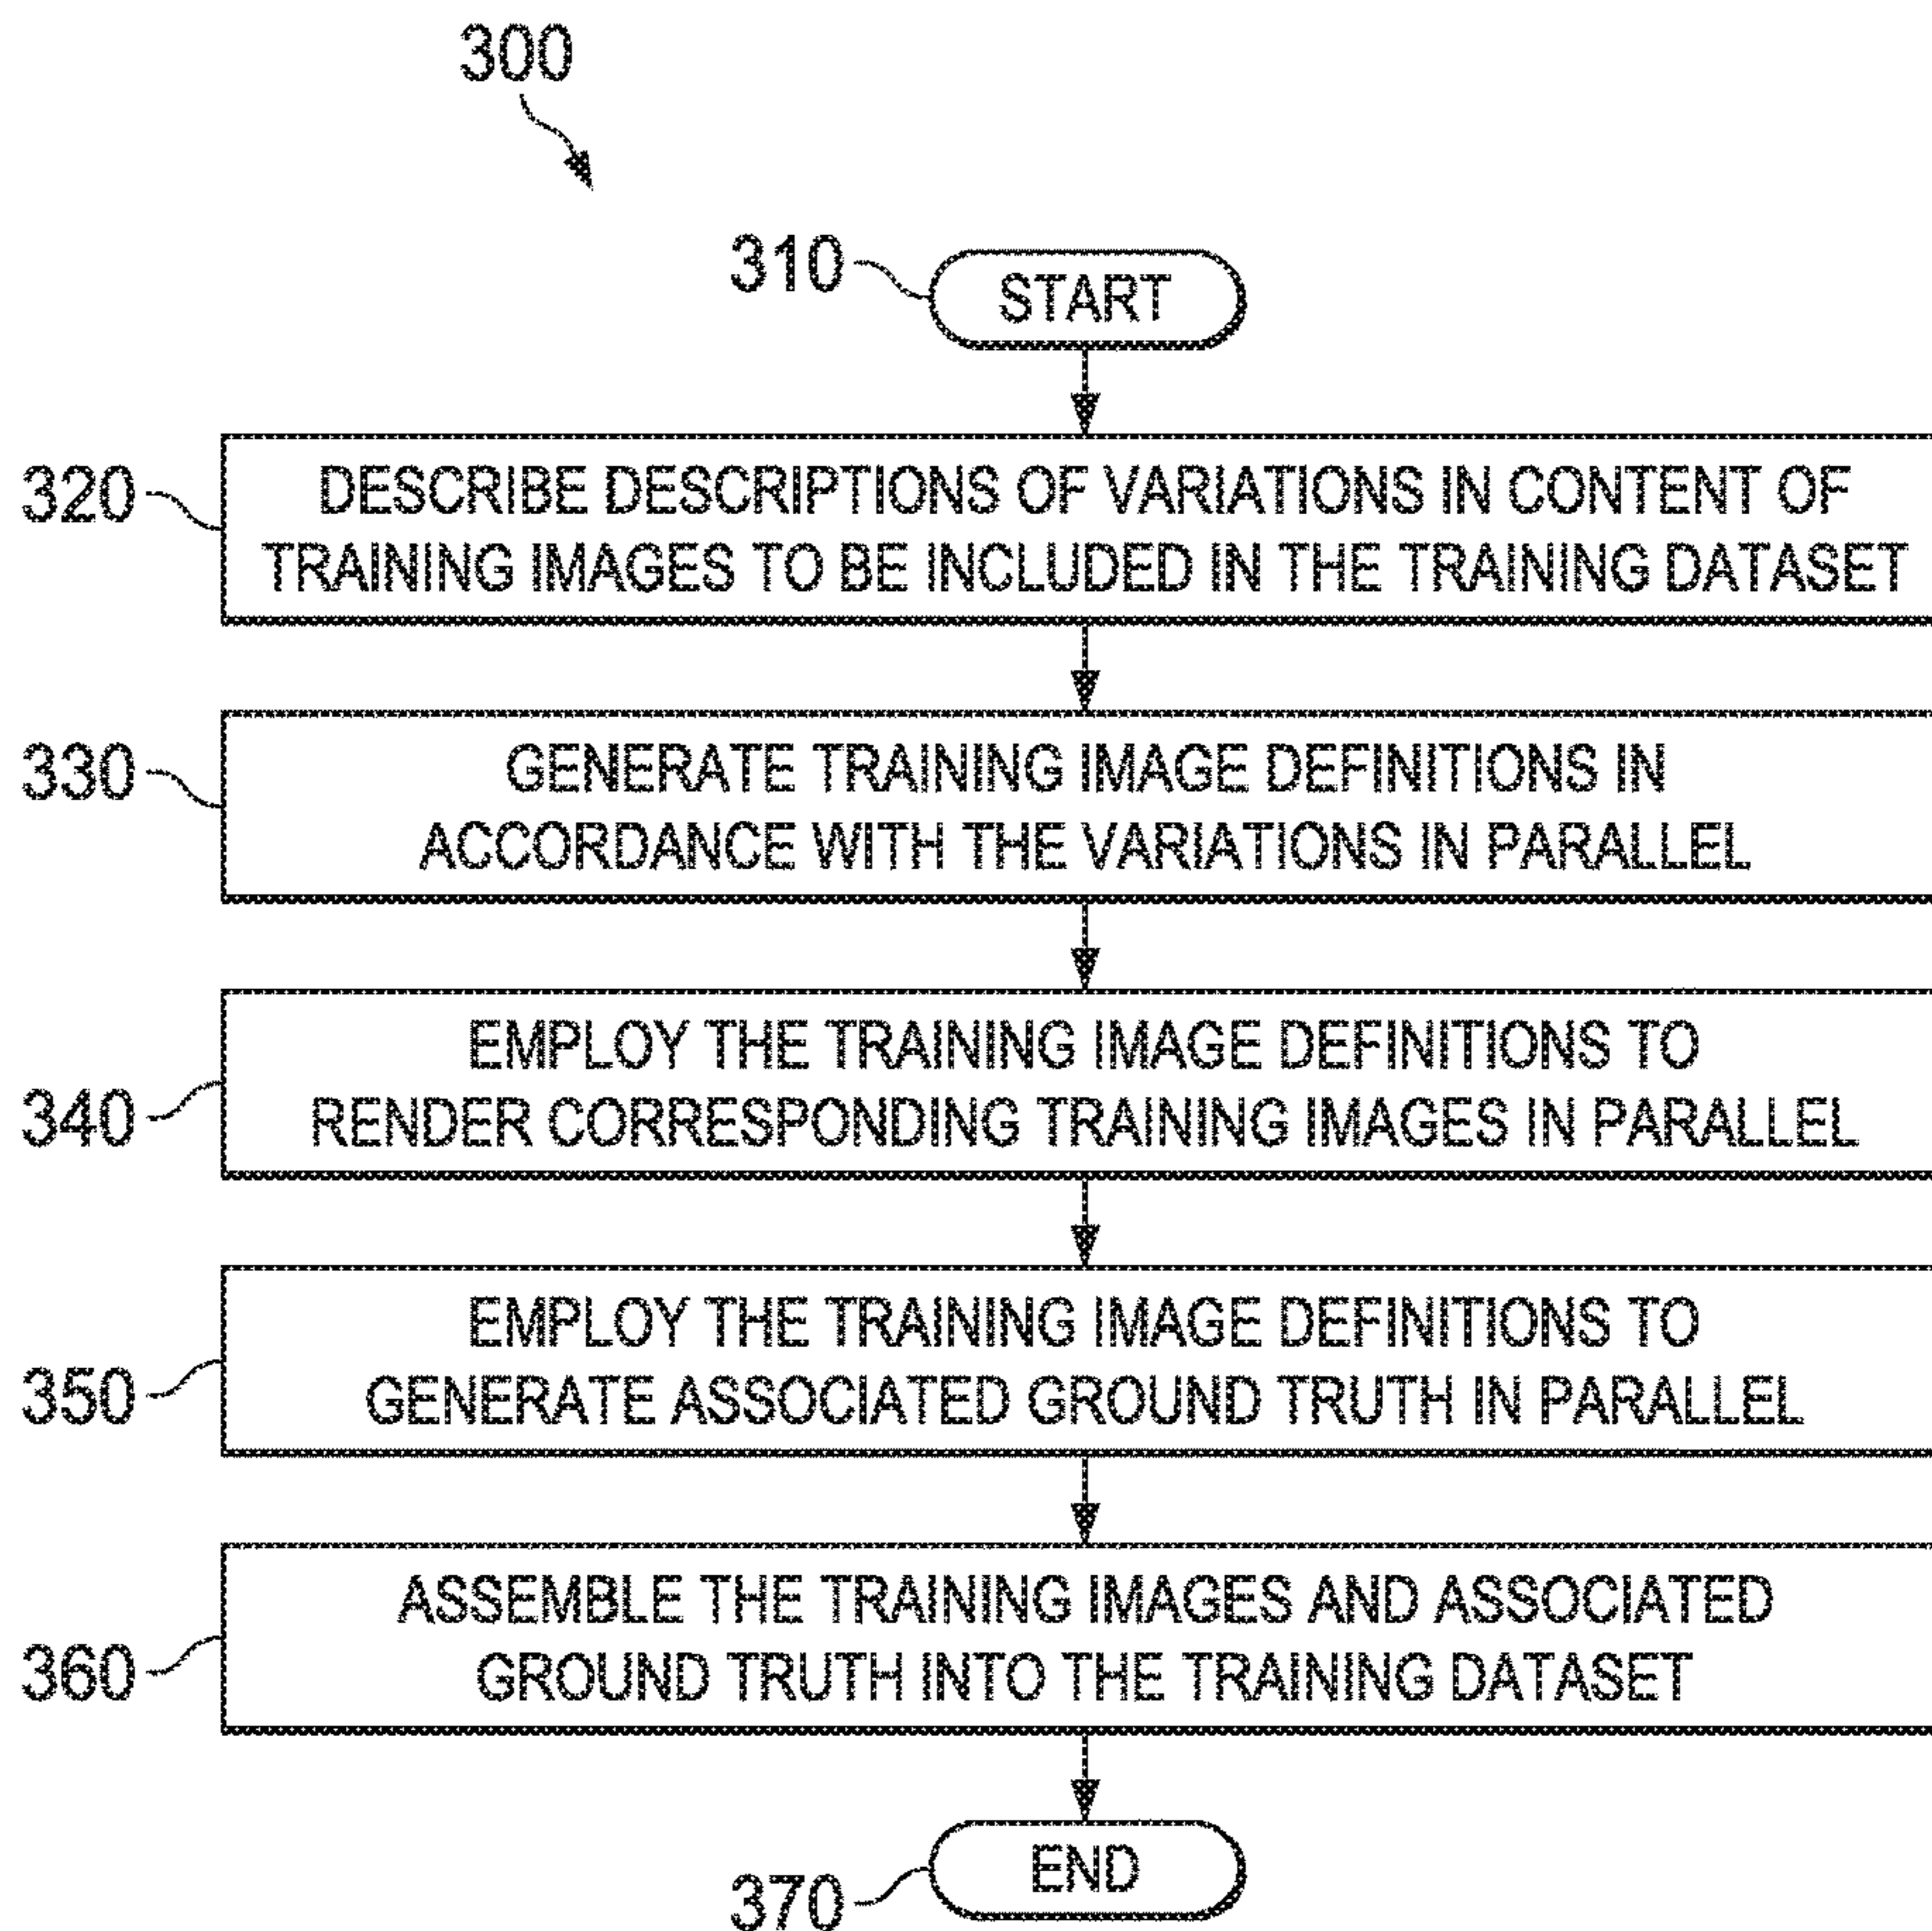 300
310
START
320
DESCRIBE DESCRIPTIONS OF VARIATIONS IN CONTENT OF
TRAINING IMAGES TO BE INCLUDED IN THE TRAINING DATASET
330
GENERATE TRAINING IMAGE DEFINITIONS IN
ACCORDANCE WITH THE VARIATIONS IN PARALLEL
340
EMPLOY THE TRAINING IMAGE DEFINITIONS TO
RENDER CORRESPONDING TRAINING IMAGES IN PARALLEL
350
EMPLOY THE TRAINING IMAGE DEFINITIONS TO
GENERATE ASSOCIATED GROUND TRUTH IN PARALLEL
360
ASSEMBLE THE TRAINING IMAGES AND ASSOCIATED
GROUND TRUTH INTO THE TRAINING DATASET
370
END